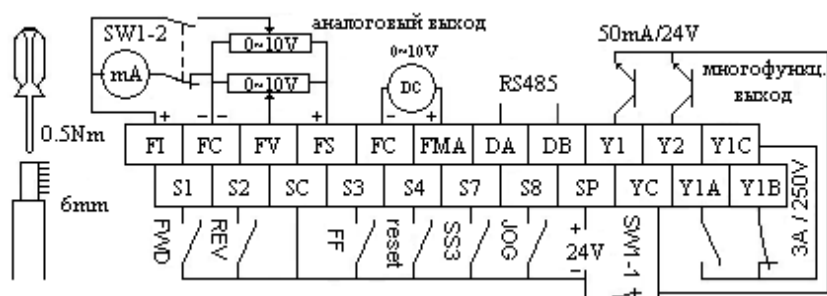 SW1-2
аналоговый выход
0~10V
0~10V
50mA/24V
mA
0~10V
DC
RS485
многофункц.
выход
+ − − + − +
0.5Nm
FI FC FV FS FC FMA DA DB Y1 Y2 Y1C
S1 S2 SC S3 S4 S7 S8 SP YC Y1A Y1B
6mm
FWD
REV
FF
reset
SS3
JOG
+
24V
−
SW1-1
3A / 250V